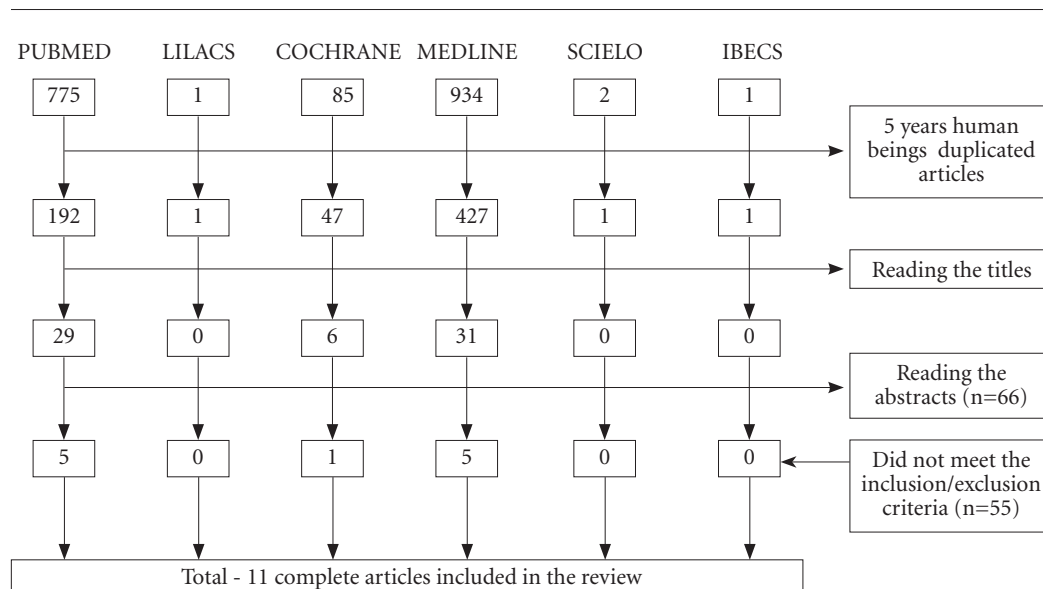 PUBMED LILACS COCHRANE MEDLINE SCIELO IBECS
775 1 85 934 2 1
5 years human
beings duplicated
articles
192 1 47 427 1 1
Reading the titles
29 0 6 31 0 0
Reading the
abstracts (n=66)
5 0 1 5 0 0
Did not meet the
inclusion/exclusion
criteria (n=55)
Total - 11 complete articles included in the review